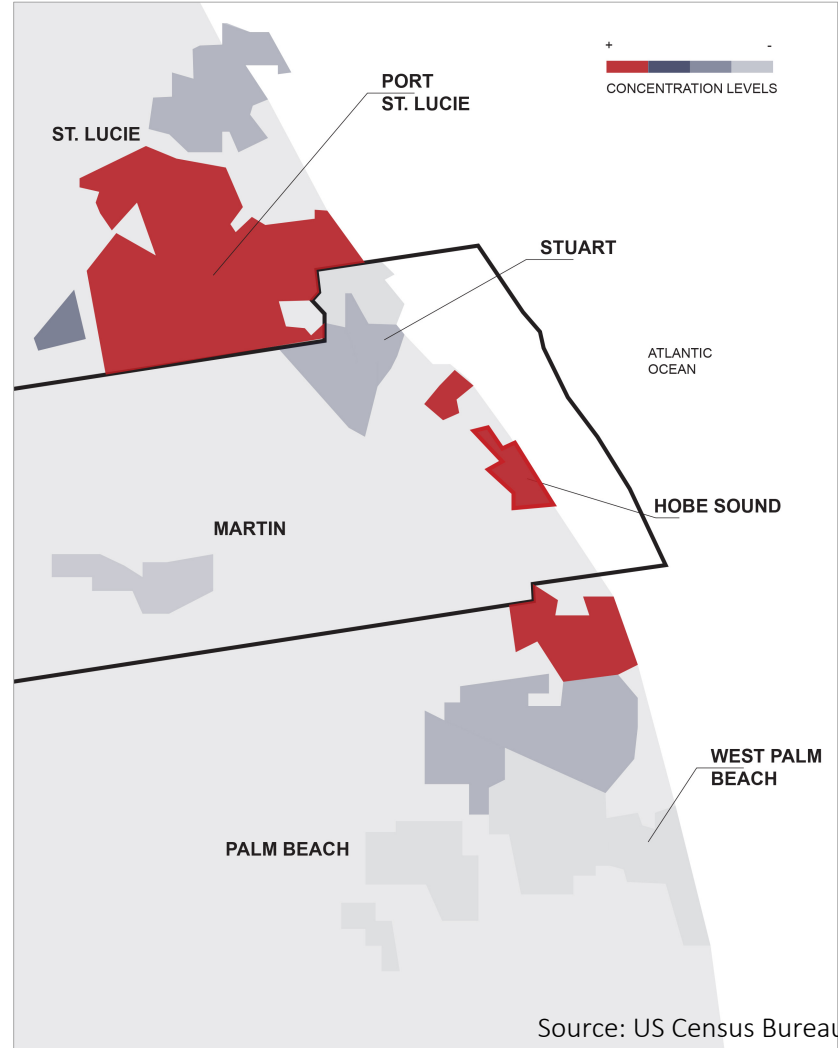 + -
CONCENTRATION LEVELS
PORT
ST. LUCIE
ST. LUCIE
STUART
ATLANTIC
OCEAN
HOBE SOUND
MARTIN
WEST PALM
BEACH
PALM BEACH
Source: US Census Bureau